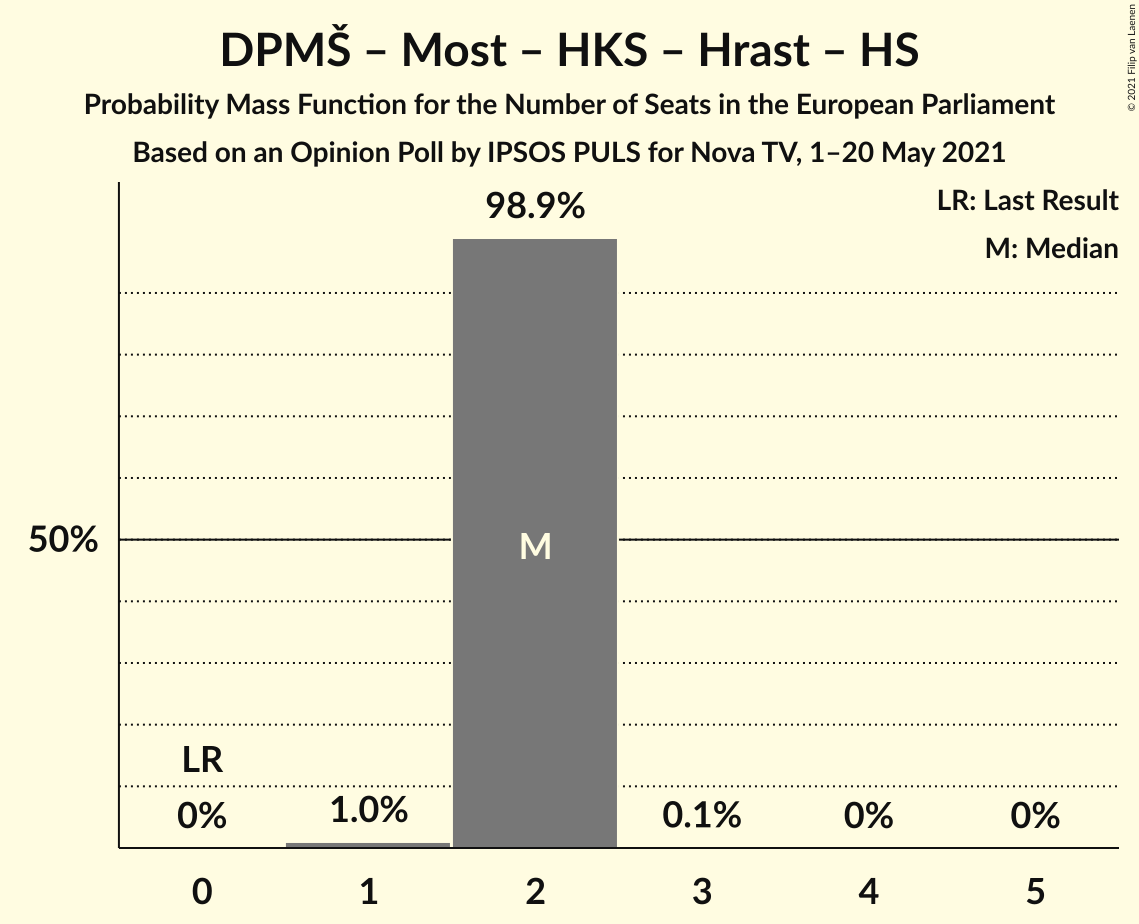 DPMŠ – Most – HKS – Hrast – HS
Probability Mass Function for the Number of Seats in the European Parliament
Based on an Opinion Poll by IPSOS PULS for Nova TV, 1–20 May 2021
© 2021 Filip van Laenen
LR: Last Result
M: Median
98.9%
50%
M
LR
0%
1.0%
0.1%
0%
0%
0
1
2
3
4
5